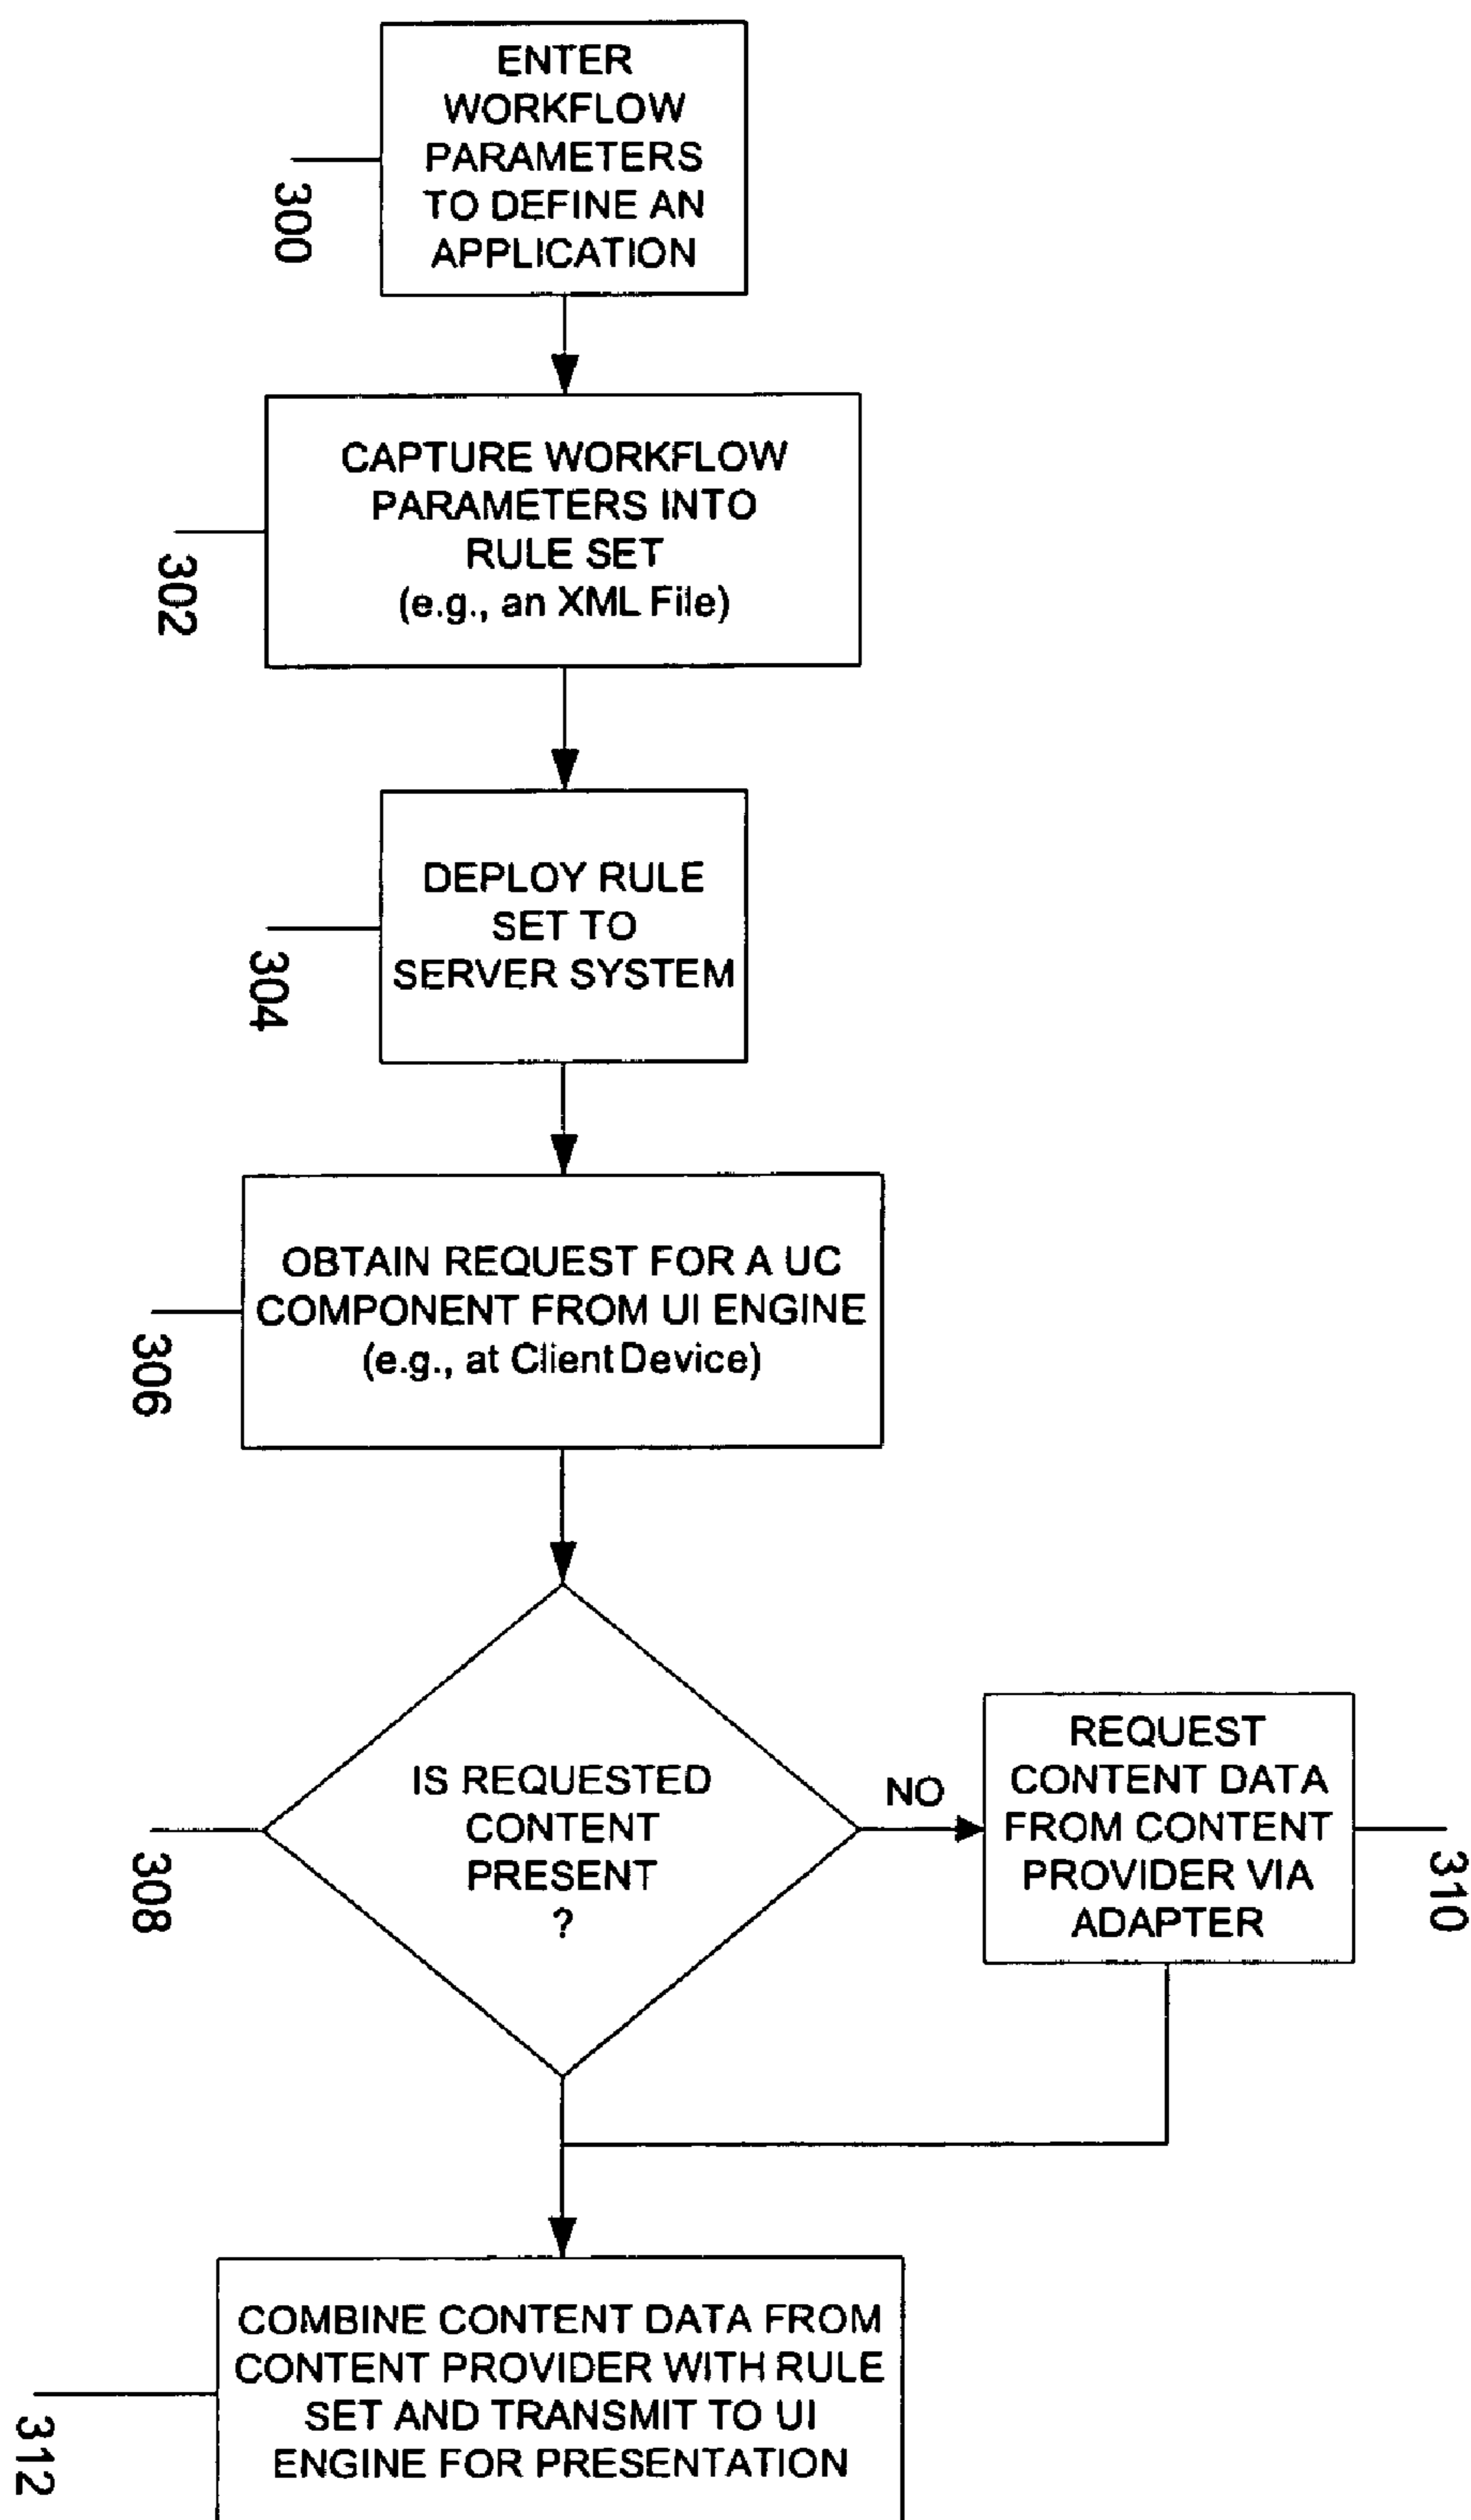 ENTER
WORKFLOW
PARAMETERS
TO DEFINE AN
APPLICATION
300
CAPTURE WORKFLOW
PARAMETERS INTO
RULE SET
(e.g., an XML File)
302
DEPLOY RULE
SET TO
SERVER SYSTEM
304
OBTAIN REQUEST FOR A UC
COMPONENT FROM UI ENGINE
(e.g., at Client Device)
306
IS REQUESTED
CONTENT
PRESENT
?
308
NO
REQUEST
CONTENT DATA
FROM CONTENT
PROVIDER VIA
ADAPTER
310
COMBINE CONTENT DATA FROM
CONTENT PROVIDER WITH RULE
SET AND TRANSMIT TO UI
ENGINE FOR PRESENTATION
312